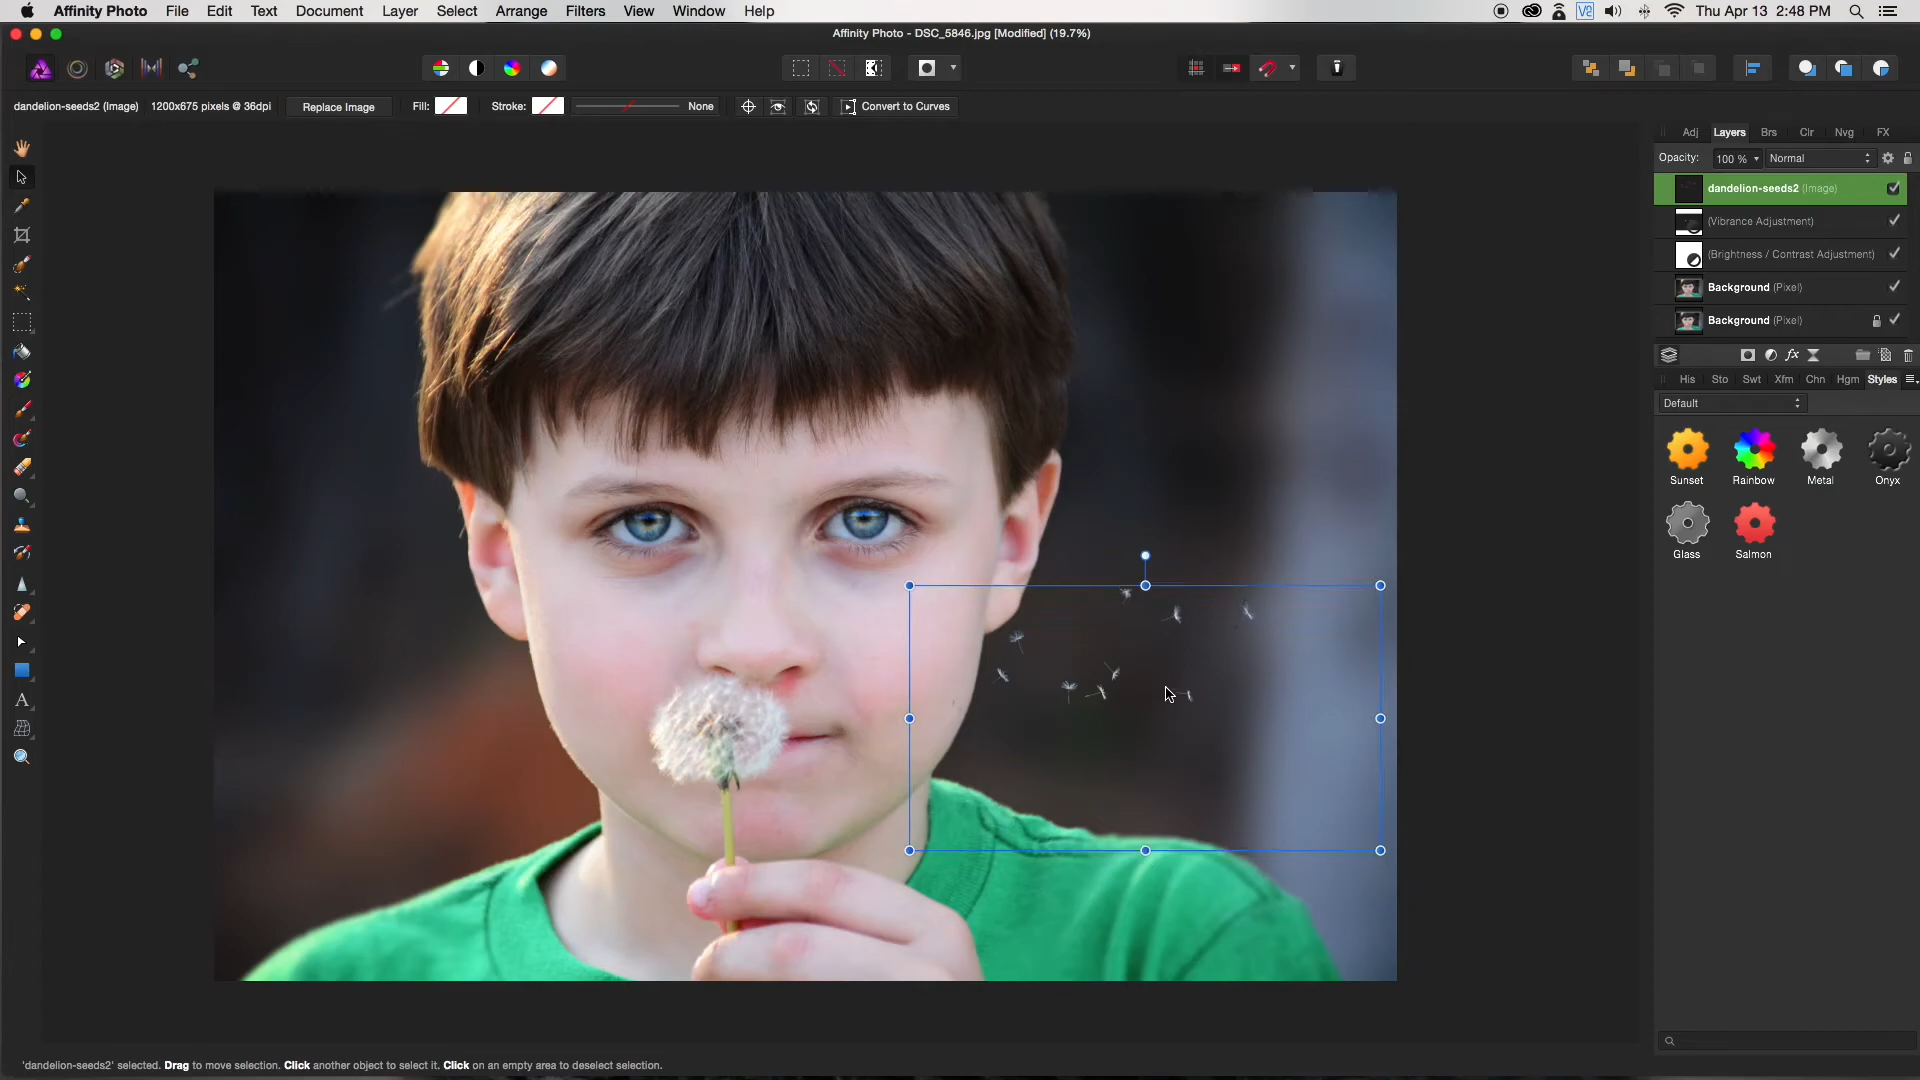 Affinity Photo File Edit Text Document Layer Select Arrange Filters View Window Help Thu Apr 13 2:48 PM
Affinity Photo - DSC_5846.jpg [Modified] (19.7%)
dandelion-seeds2 (Image) 1200x675 pixels @ 36dpi Replace Image Fill: Stroke: None Convert to Curves
Adj Layers Brs Clr Nvg FX
Opacity: 100 % Normal
dandelion-seeds2 (Image)
(Vibrance Adjustment)
(Brightness / Contrast Adjustment)
Background (Pixel)
Background (Pixel)
His Sto Swt Xfm Chn Hgm Styles
Default
Sunset Rainbow Metal Onyx
Glass Salmon
'dandelion-seeds2' selected. Drag to move selection. Click another object to select it. Click on an empty area to deselect selection.